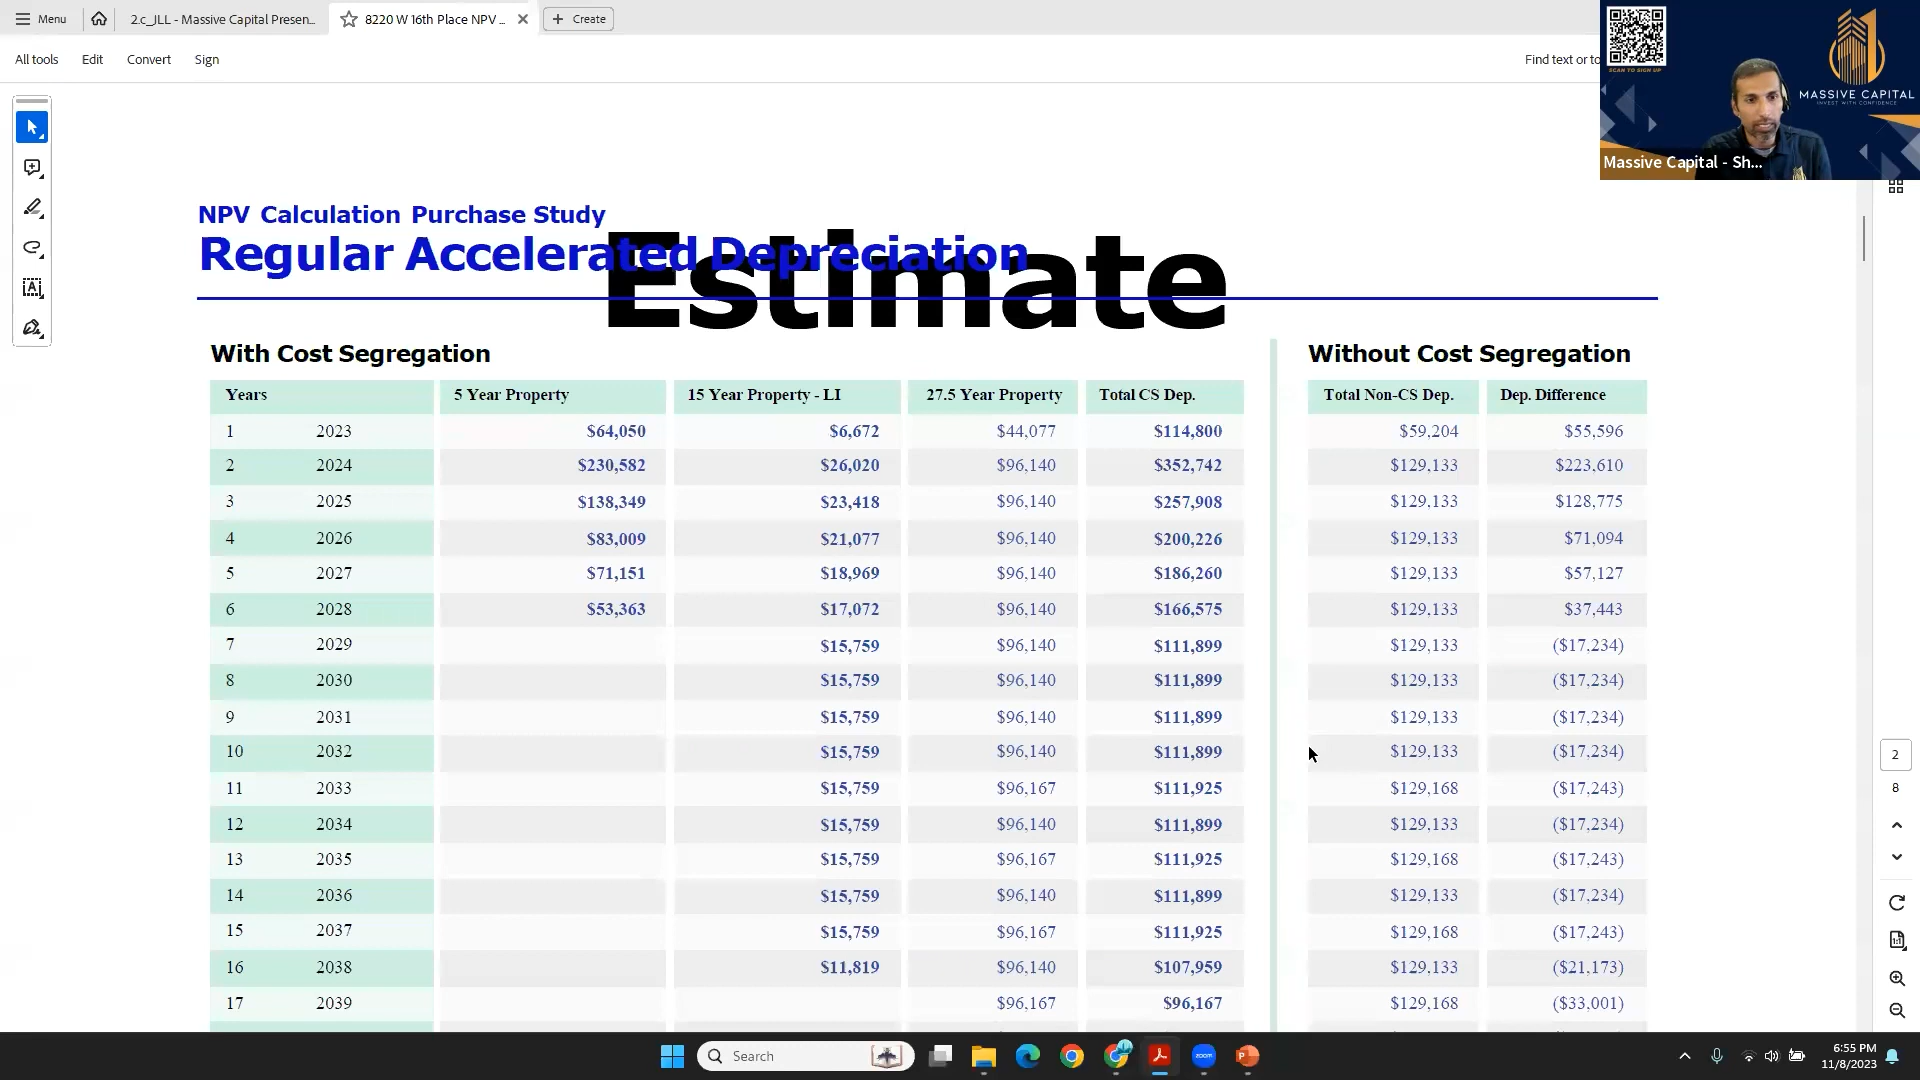 Menu
2.c_JLL - Massive Capital Presen...
8220 W 16th Place NPV ...
Create
All tools Edit Convert Sign
Find text or to
SCAN TO SIGN UP
MASSIVE CAPITAL
INVEST WITH CONFIDENCE
Massive Capital - Sh...
NPV Calculation Purchase Study
Regular Accelerated Depreciation
Estimate
With Cost Segregation Without Cost Segregation
Years 5 Year Property 15 Year Property - LI 27.5 Year Property Total CS Dep. Total Non-CS Dep. Dep. Difference
1 2023 $64,050 $6,672 $44,077 $114,800 $59,204 $55,596
2 2024 $230,582 $26,020 $96,140 $352,742 $129,133 $223,610
3 2025 $138,349 $23,418 $96,140 $257,908 $129,133 $128,775
4 2026 $83,009 $21,077 $96,140 $200,226 $129,133 $71,094
5 2027 $71,151 $18,969 $96,140 $186,260 $129,133 $57,127
6 2028 $53,363 $17,072 $96,140 $166,575 $129,133 $37,443
7 2029 $15,759 $96,140 $111,899 $129,133 ($17,234)
8 2030 $15,759 $96,140 $111,899 $129,133 ($17,234)
9 2031 $15,759 $96,140 $111,899 $129,133 ($17,234)
10 2032 $15,759 $96,140 $111,899 $129,133 ($17,234)
11 2033 $15,759 $96,167 $111,925 $129,168 ($17,243)
12 2034 $15,759 $96,140 $111,899 $129,133 ($17,234)
13 2035 $15,759 $96,167 $111,925 $129,168 ($17,243)
14 2036 $15,759 $96,140 $111,899 $129,133 ($17,234)
15 2037 $15,759 $96,167 $111,925 $129,168 ($17,243)
16 2038 $11,819 $96,140 $107,959 $129,133 ($21,173)
17 2039 $96,167 $96,167 $129,168 ($33,001)
2
8
Search
zoom
6:55 PM
11/8/2023